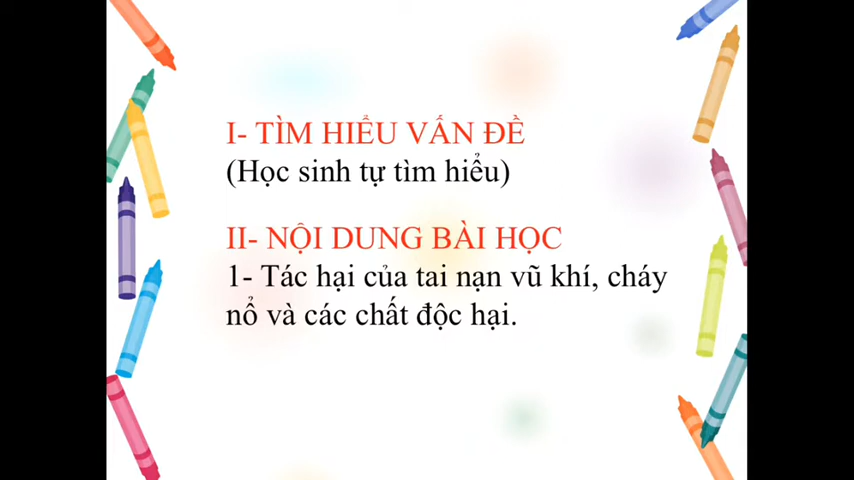 I- TÌM HIỂU VẤN ĐỀ
(Học sinh tự tìm hiểu)
II- NỘI DUNG BÀI HỌC
1- Tác hại của tai nạn vũ khí, cháy
nổ và các chất độc hại.